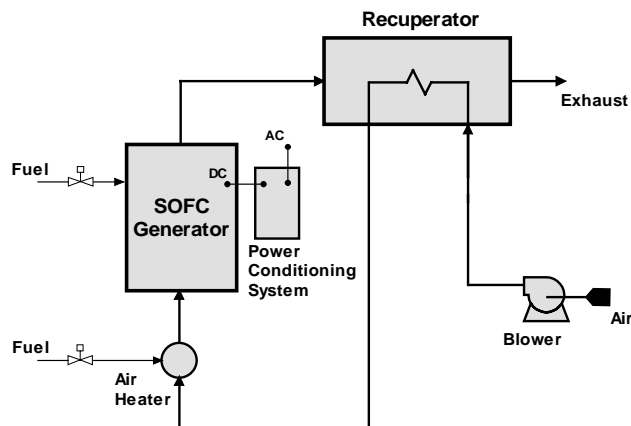 Recuperator
Exhaust
AC
Fuel
DC
SOFC
Generator
Power
Conditioning
System
Air
Blower
Fuel
Air
Heater